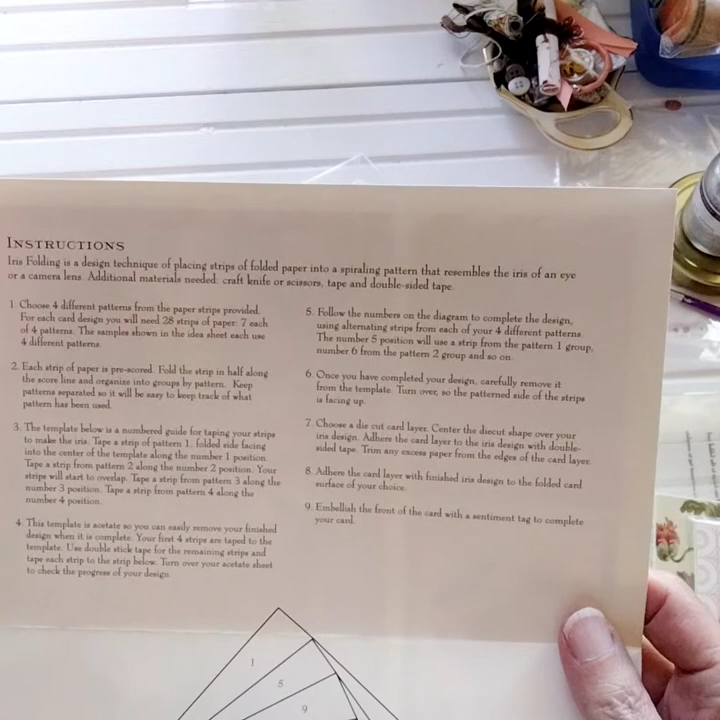 INSTRUCTIONS
Iris Folding is a design technique of placing strips of folded paper into a spiraling pattern that resembles the iris of an eye
or a camera lens. Additional materials needed: craft knife or scissors, tape and double-sided tape.
1. Choose 4 different patterns from the paper strips provided.
For each card design you will need 28 strips of paper: 7 each
of 4 patterns. The samples shown in the idea sheet each use
4 different patterns.
2. Each strip of paper is pre-scored. Fold the strip in half along
the score line and organize into groups by pattern. Keep
patterns separated so it will be easy to keep track of what
pattern has been used.
3. The template below is a numbered guide for taping your strips
to make the iris. Tape a strip of pattern 1, folded side facing
into the center of the template along the number 1 position.
Tape a strip from pattern 2 along the number 2 position. Your
strips will start to overlap. Tape a strip from pattern 3 along the
number 3 position. Tape a strip from pattern 4 along the
number 4 position.
4. This template is acetate so you can easily remove your finished
design when it is complete. Your first 4 strips are taped to the
template. Use double stick tape for the remaining strips and
tape each strip to the strip below. Turn over your acetate sheet
to check the progress of your design.
5. Follow the numbers on the diagram to complete the design,
using alternating strips from each of your 4 different patterns.
The number 5 position will use a strip from the pattern 1 group,
number 6 from the pattern 2 group and so on.
6. Once you have completed your design, carefully remove it
from the template. Turn over, so the patterned side of the strips
is facing up.
7. Choose a die cut card layer. Center the diecut shape over your
iris design. Adhere the card layer to the iris design with double-
sided tape. Trim any excess paper from the edges of the card layer.
8. Adhere the card layer with finished iris design to the folded card
surface of your choice.
9. Embellish the front of the card with a sentiment tag to complete
your card.
1
5
9